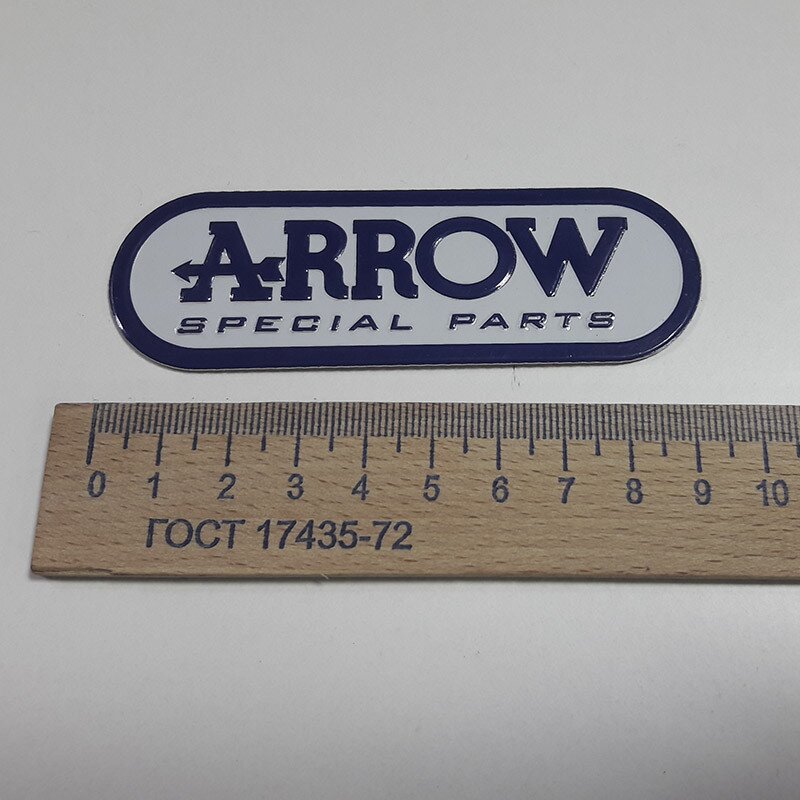 ARROW
SPECIAL PARTS
0 1 2 3 4 5 6 7 8 9 10
ГОСТ 17435-72